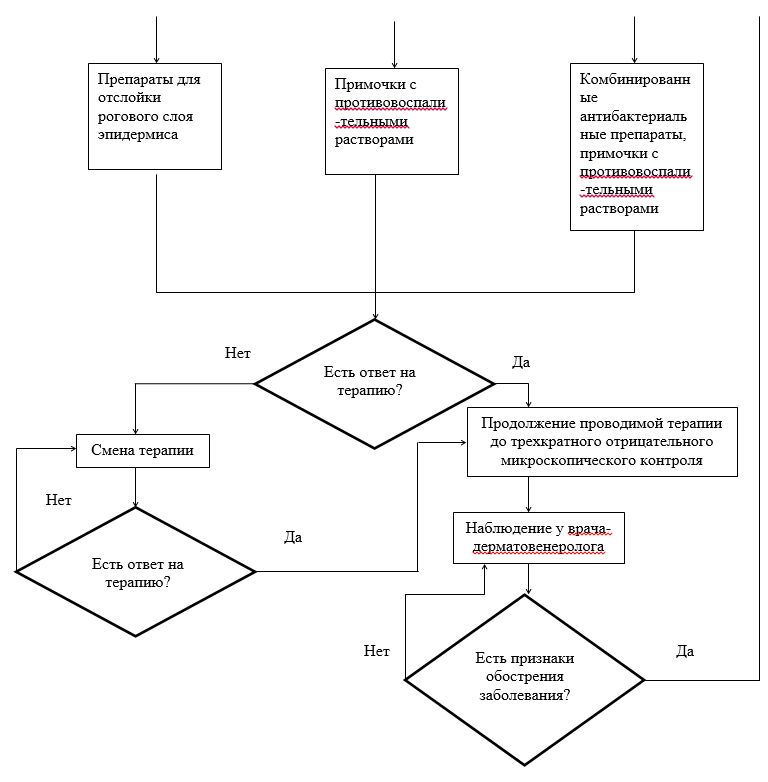 Препараты для
отслойки
рогового слоя
эпидермиса
Примочки с
противовоспали
-тельными
растворами
Комбинированн
ые
антибактериаль
ные препараты,
примочки с
противовоспали
-тельными
растворами
Нет
Есть ответ на
терапию?
Да
Смена терапии
Продолжение проводимой терапии
до трехкратного отрицательного
микроскопического контроля
Нет
Есть ответ на
терапию?
Да
Наблюдение у врача-
дерматовенеролога
Нет
Есть признаки
обострения
заболевания?
Да